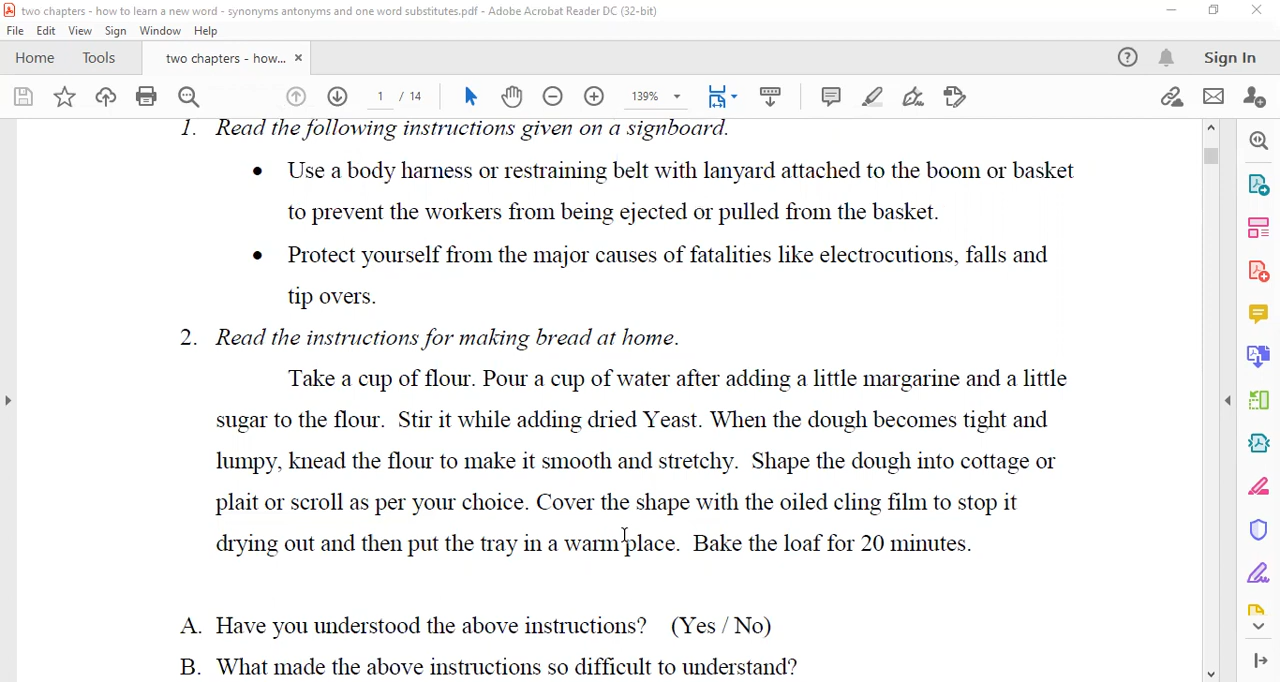 two chapters - how to learn a new word - synonyms antonyms and one word substitutes.pdf - Adobe Acrobat Reader DC (32-bit)
File Edit View Sign Window Help
Home Tools two chapters - how... × Sign In
1 / 14 139%
1. Read the following instructions given on a signboard.
• Use a body harness or restraining belt with lanyard attached to the boom or basket
to prevent the workers from being ejected or pulled from the basket.
• Protect yourself from the major causes of fatalities like electrocutions, falls and
tip overs.
2. Read the instructions for making bread at home.
Take a cup of flour. Pour a cup of water after adding a little margarine and a little
sugar to the flour. Stir it while adding dried Yeast. When the dough becomes tight and
lumpy, knead the flour to make it smooth and stretchy. Shape the dough into cottage or
plait or scroll as per your choice. Cover the shape with the oiled cling film to stop it
drying out and then put the tray in a warm place. Bake the loaf for 20 minutes.
A. Have you understood the above instructions? (Yes / No)
B. What made the above instructions so difficult to understand?